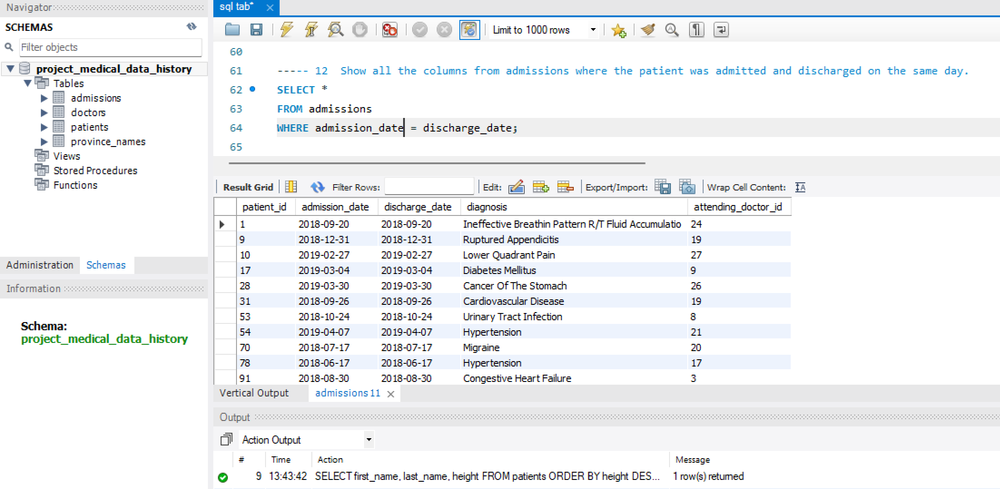 Navigator
SCHEMAS
Filter objects
project_medical_data_history
Tables
admissions
doctors
patients
province_names
Views
Stored Procedures
Functions
Administration Schemas
Information
Schema:
project_medical_data_history
sql tab*
Limit to 1000 rows
60
61 ----- 12 Show all the columns from admissions where the patient was admitted and discharged on the same day.
62 SELECT *
63 FROM admissions
64 WHERE admission_date = discharge_date;
65
Result Grid Filter Rows: Edit: Export/Import: Wrap Cell Content:
patient_id admission_date discharge_date diagnosis attending_doctor_id
1 2018-09-20 2018-09-20 Ineffective Breathin Pattern R/T Fluid Accumulatio 24
9 2018-12-31 2018-12-31 Ruptured Appendicitis 19
10 2019-02-27 2019-02-27 Lower Quadrant Pain 27
17 2019-03-04 2019-03-04 Diabetes Mellitus 9
28 2019-03-30 2019-03-30 Cancer Of The Stomach 26
31 2018-09-26 2018-09-26 Cardiovascular Disease 19
53 2018-10-24 2018-10-24 Urinary Tract Infection 8
54 2019-04-07 2019-04-07 Hypertension 21
70 2018-07-17 2018-07-17 Migraine 20
78 2018-06-17 2018-06-17 Hypertension 17
91 2018-08-30 2018-08-30 Congestive Heart Failure 3
Vertical Output admissions 11
Output
Action Output
# Time Action Message
9 13:43:42 SELECT first_name, last_name, height FROM patients ORDER BY height DES... 1 row(s) returned